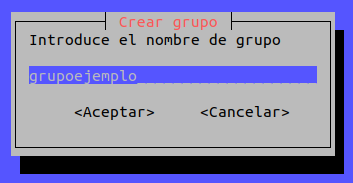 Crear grupo
Introduce el nombre de grupo
grupoejemplo
<Aceptar> <Cancelar>